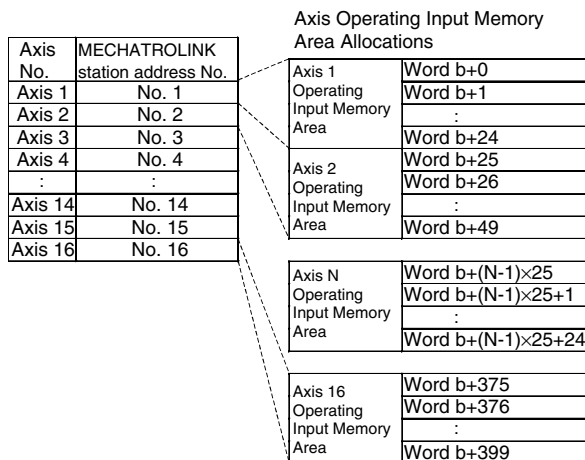 Axis Operating Input Memory
Area Allocations
Axis No. MECHATROLINK station address No.
Axis 1 No. 1
Axis 2 No. 2
Axis 3 No. 3
Axis 4 No. 4
: :
Axis 14 No. 14
Axis 15 No. 15
Axis 16 No. 16
Axis 1
Operating
Input Memory
Area
Word b+0
Word b+1
:
Word b+24
Axis 2
Operating
Input Memory
Area
Word b+25
Word b+26
:
Word b+49
Axis N
Operating
Input Memory
Area
Word b+(N-1)×25
Word b+(N-1)×25+1
:
Word b+(N-1)×25+24
Axis 16
Operating
Input Memory
Area
Word b+375
Word b+376
:
Word b+399